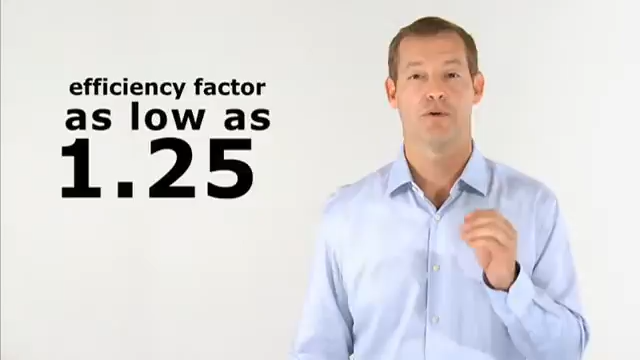 efficiency factor
as low as
1.25